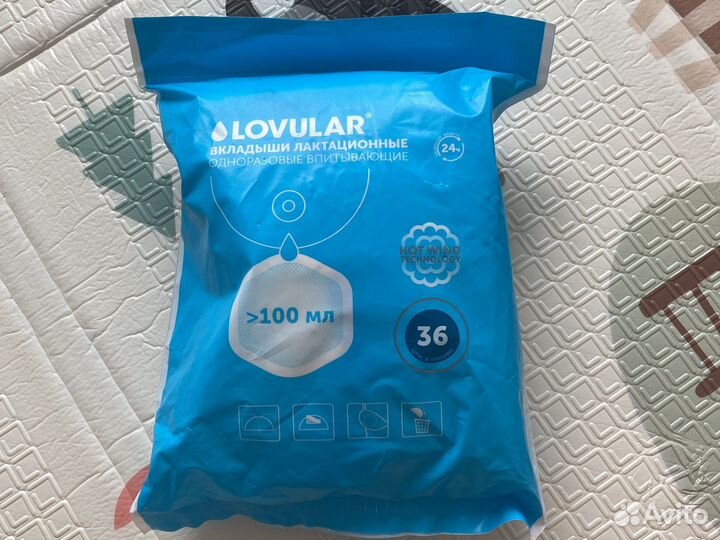 LOVULAR®
ВКЛАДЫШИ ЛАКТАЦИОННЫЕ
ОДНОРАЗОВЫЕ ВПИТЫВАЮЩИЕ
24ч
HOT WIND
TECHNOLOGY
>100 мл
36
Avito